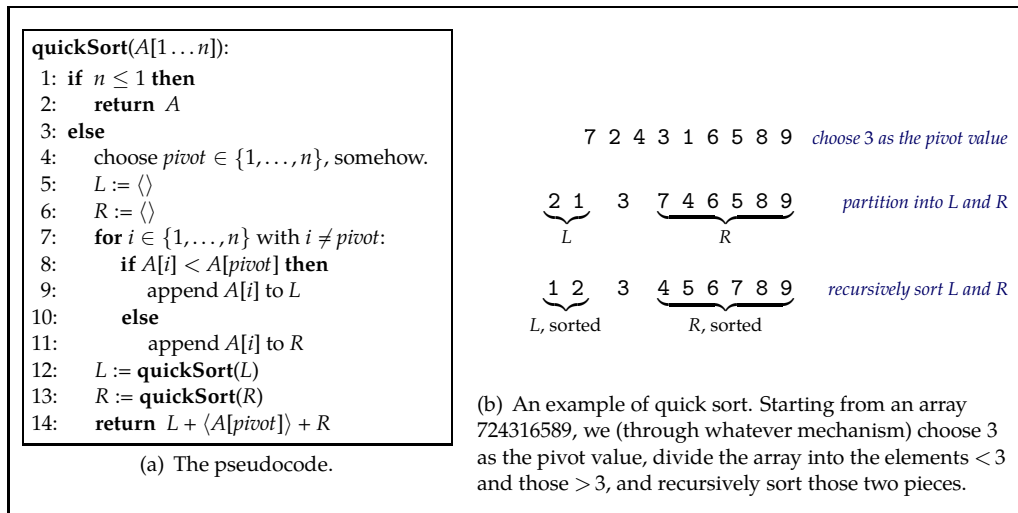 quickSort(A[1 . . . n]):
1: if n ≤ 1 then
2: return A
3: else
4: choose pivot ∈ {1, . . . , n}, somehow.
5: L := ⟨⟩
6: R := ⟨⟩
7: for i ∈ {1, . . . , n} with i ≠ pivot:
8: if A[i] < A[pivot] then
9: append A[i] to L
10: else
11: append A[i] to R
12: L := quickSort(L)
13: R := quickSort(R)
14: return L + ⟨A[pivot]⟩ + R
(a) The pseudocode.
7 2 4 3 1 6 5 8 9 choose 3 as the pivot value
2 1 3 7 4 6 5 8 9 partition into L and R
L R
1 2 3 4 5 6 7 8 9 recursively sort L and R
L, sorted R, sorted
(b) An example of quick sort. Starting from an array
724316589, we (through whatever mechanism) choose 3
as the pivot value, divide the array into the elements < 3
and those > 3, and recursively sort those two pieces.